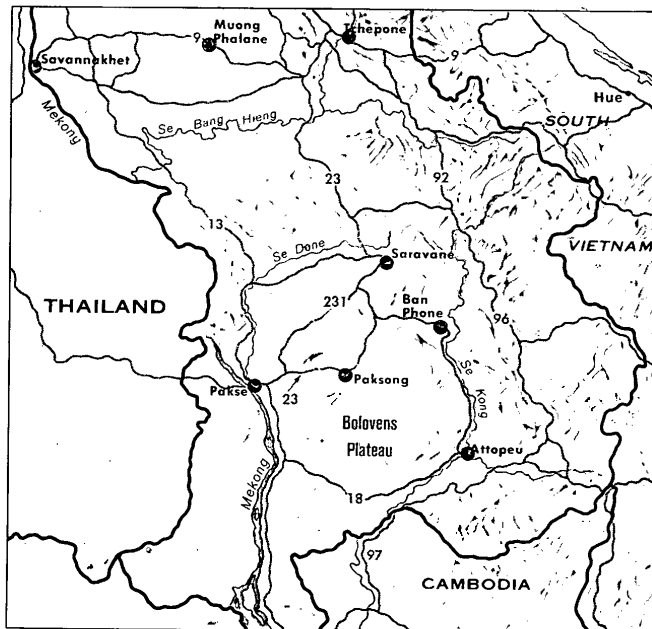 Muong
Phalane
9
Tchepone
Savannakhet
9
Hue
Mekong
Se Bang Hieng
SOUTH
23
92
13
VIETNAM
Se Done
Saravane
THAILAND
231
Ban
Phone
96
Se Kong
Pakse
23
Paksong
Bolovens
Plateau
Attopeu
Mekong
18
97
CAMBODIA